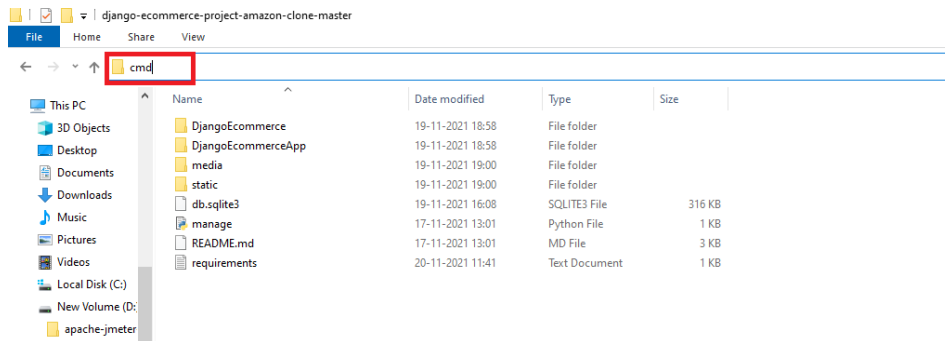 django-ecommerce-project-amazon-clone-master
File Home Share View
cmd
This PC
3D Objects
Desktop
Documents
Downloads
Music
Pictures
Videos
Local Disk (C:)
New Volume (D:
apache-jmeter
Name Date modified Type Size
DjangoEcommerce 19-11-2021 18:58 File folder
DjangoEcommerceApp 19-11-2021 18:58 File folder
media 19-11-2021 19:00 File folder
static 19-11-2021 19:00 File folder
db.sqlite3 19-11-2021 16:08 SQLITE3 File 316 KB
manage 17-11-2021 13:01 Python File 1 KB
README.md 17-11-2021 13:01 MD File 3 KB
requirements 20-11-2021 11:41 Text Document 1 KB